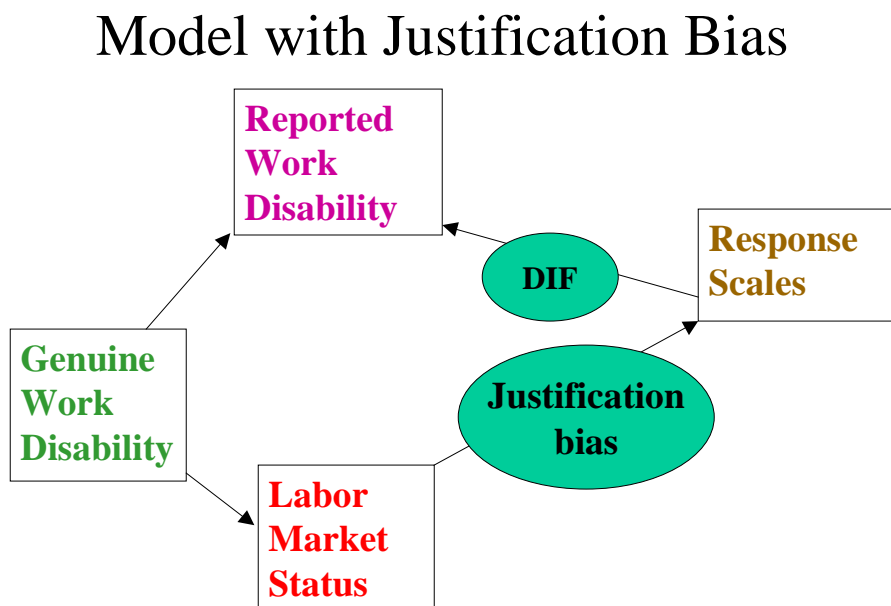 Model with Justification Bias
Reported
Work
Disability
Response
Scales
DIF
Genuine
Work
Disability
Justification
bias
Labor
Market
Status